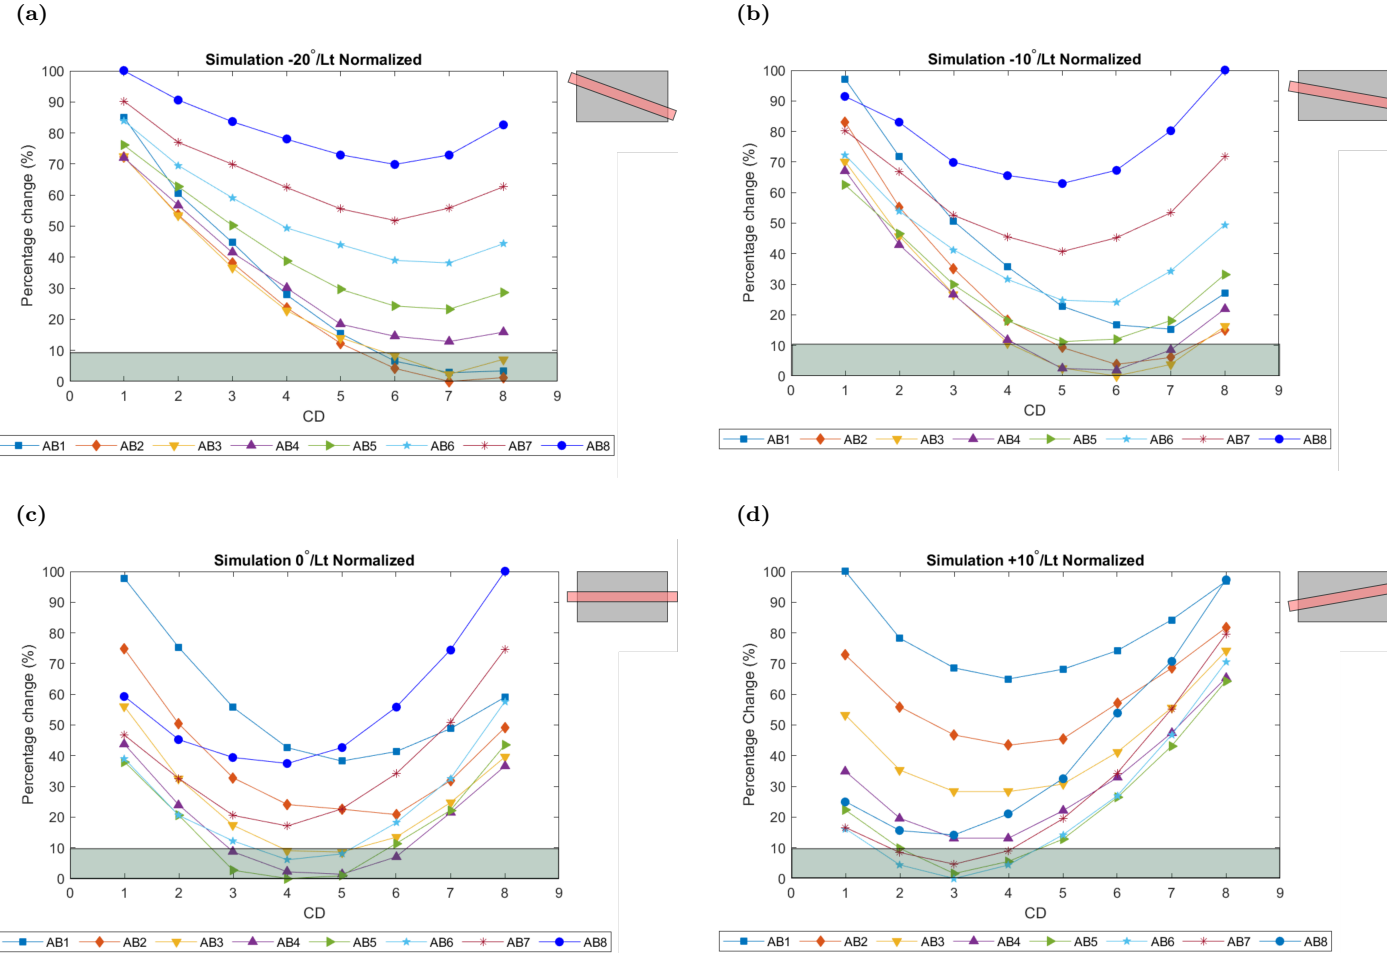 (a)
Simulation -20°/Lt Normalized
Percentage change (%)
100
90
80
70
60
50
40
30
20
10
0
0 1 2 3 4 5 6 7 8 9
CD
AB1 AB2 AB3 AB4 AB5 AB6 AB7 AB8
(b)
Simulation -10°/Lt Normalized
Percentage change (%)
100
90
80
70
60
50
40
30
20
10
0
0 1 2 3 4 5 6 7 8 9
CD
AB1 AB2 AB3 AB4 AB5 AB6 AB7 AB8
(c)
Simulation 0°/Lt Normalized
Percentage change (%)
100
90
80
70
60
50
40
30
20
10
0
0 1 2 3 4 5 6 7 8 9
CD
AB1 AB2 AB3 AB4 AB5 AB6 AB7 AB8
(d)
Simulation +10°/Lt Normalized
Percentage Change (%)
100
90
80
70
60
50
40
30
20
10
0
0 1 2 3 4 5 6 7 8 9
CD
AB1 AB2 AB3 AB4 AB5 AB6 AB7 AB8